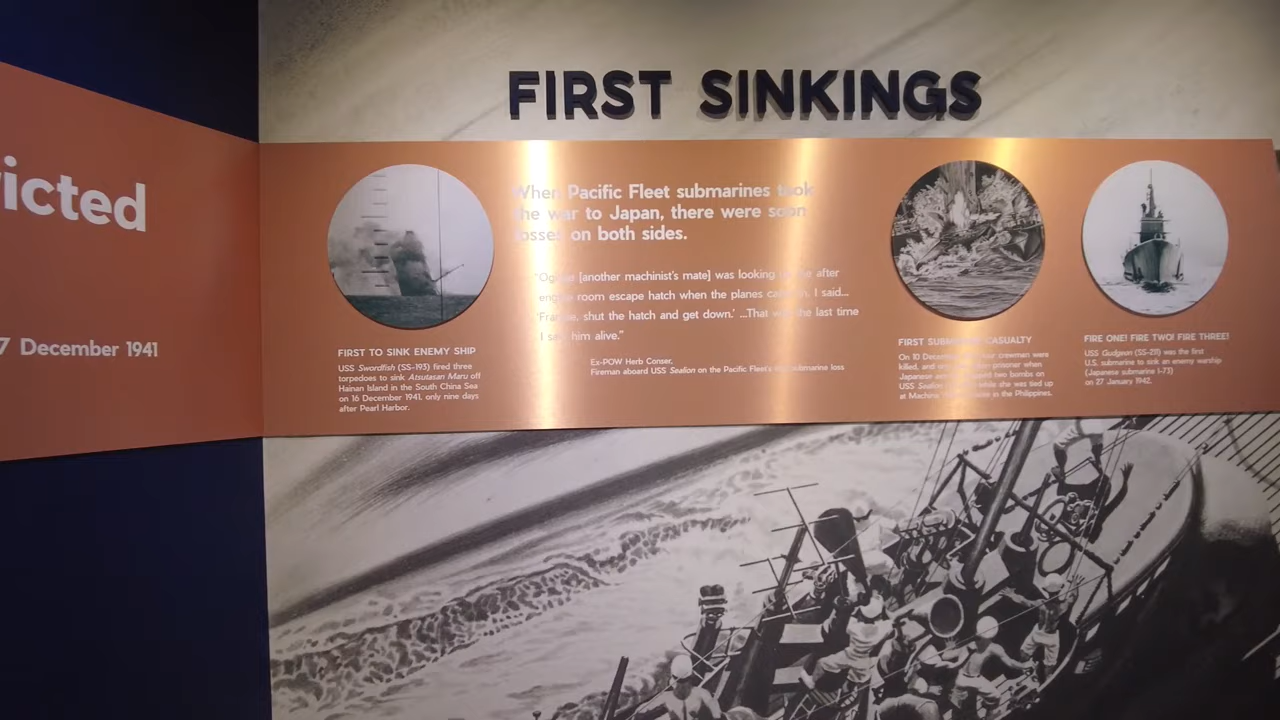 FIRST SINKINGS
icted
7 December 1941
When Pacific Fleet submarines took
the war to Japan, there were soon
losses on both sides.
[another machinist's mate] was looking after
engine room escape hatch when the planes I said...
shut the hatch and get down.' ...That was the last time
I saw him alive."
Ex-POW Herb Conser,
Fireman aboard USS Sealion on the Pacific Fleet's submarine loss
FIRST TO SINK ENEMY SHIP
USS Swordfish (SS-193) fired three
torpedoes to sink Atsutasan Maru off
Hainan Island in the South China Sea
on 16 December 1941, only nine days
after Pearl Harbor.
FIRST SUBMARINE CASUALTY
On 10 December crewmen were
killed, and prisoner when
Japanese two bombs on
USS Sealion while she was tied up
at Machina in the Philippines.
FIRE ONE! FIRE TWO! FIRE THREE!
USS Gudgeon (SS-211) was the first
U.S. submarine to sink an enemy warship
(Japanese submarine I-73)
on 27 January 1942.